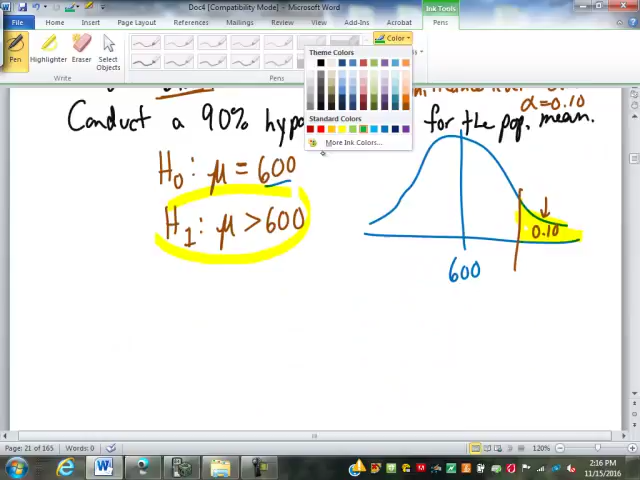 Doc4 [Compatibility Mode] - Microsoft Word
Ink Tools
File Home Insert Page Layout References Mailings Review View Add-Ins Acrobat Pens
Pen Highlighter Eraser Select Objects
Color
Write Pens
Theme Colors
Standard Colors
More Ink Colors...
α=0.10
Conduct a 90% hypo for the pop. mean.
H₀: μ = 600
H₁: μ > 600
0.10
600
Page: 21 of 165 Words: 0 120%
2:16 PM
11/15/2016